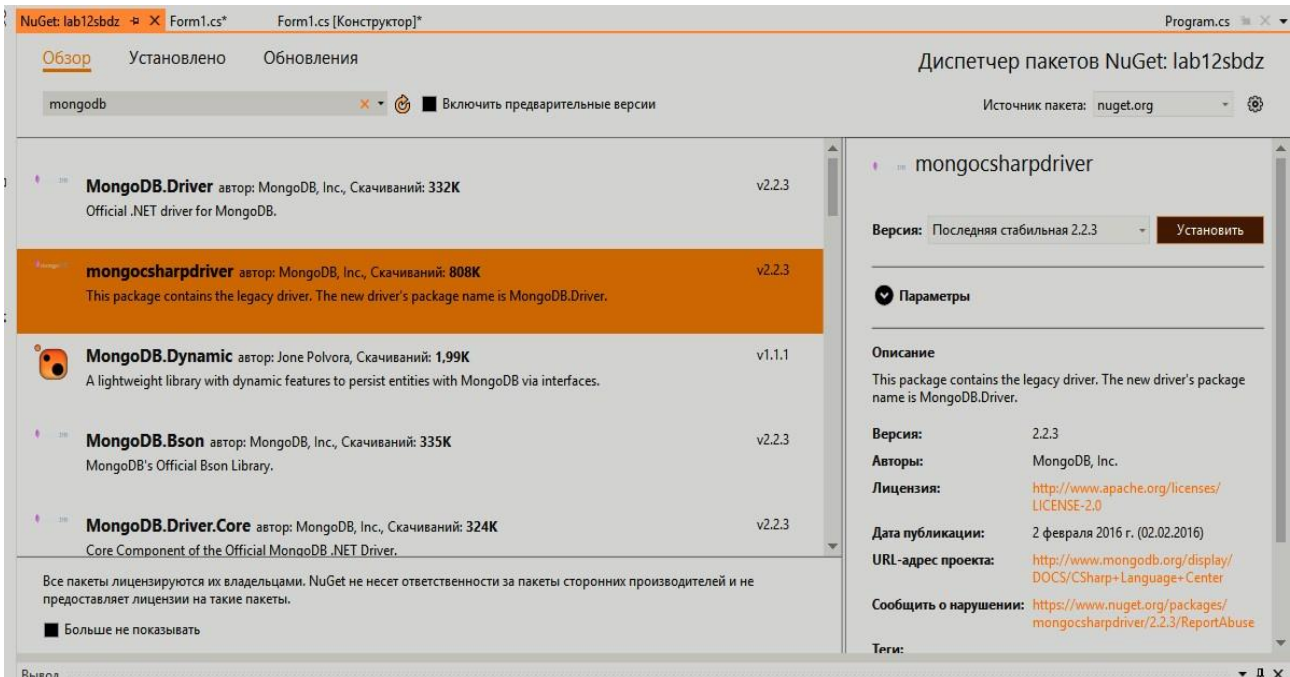 NuGet: lab12sbdz
Form1.cs*
Form1.cs [Конструктор]*
Program.cs
Обзор
Установлено
Обновления
Диспетчер пакетов NuGet: lab12sbdz
mongodb
Включить предварительные версии
Источник пакета: nuget.org
MongoDB.Driver автор: MongoDB, Inc., Скачиваний: 332K
v2.2.3
Official .NET driver for MongoDB.
mongocsharpdriver автор: MongoDB, Inc., Скачиваний: 808K
v2.2.3
This package contains the legacy driver. The new driver's package name is MongoDB.Driver.
MongoDB.Dynamic автор: Jone Polvora, Скачиваний: 1,99K
v1.1.1
A lightweight library with dynamic features to persist entities with MongoDB via interfaces.
MongoDB.Bson автор: MongoDB, Inc., Скачиваний: 335K
v2.2.3
MongoDB's Official Bson Library.
MongoDB.Driver.Core автор: MongoDB, Inc., Скачиваний: 324K
v2.2.3
Core Component of the Official MongoDB .NET Driver.
Все пакеты лицензируются их владельцами. NuGet не несет ответственности за пакеты сторонних производителей и не
предоставляет лицензии на такие пакеты.
Больше не показывать
mongocsharpdriver
Версия: Последняя стабильная 2.2.3
Установить
Параметры
Описание
This package contains the legacy driver. The new driver's package
name is MongoDB.Driver.
Версия: 2.2.3
Авторы: MongoDB, Inc.
Лицензия: http://www.apache.org/licenses/
LICENSE-2.0
Дата публикации: 2 февраля 2016 г. (02.02.2016)
URL-адрес проекта: http://www.mongodb.org/display/
DOCS/CSharp+Language+Center
Сообщить о нарушении: https://www.nuget.org/packages/
mongocsharpdriver/2.2.3/ReportAbuse
Теги:
Вывод